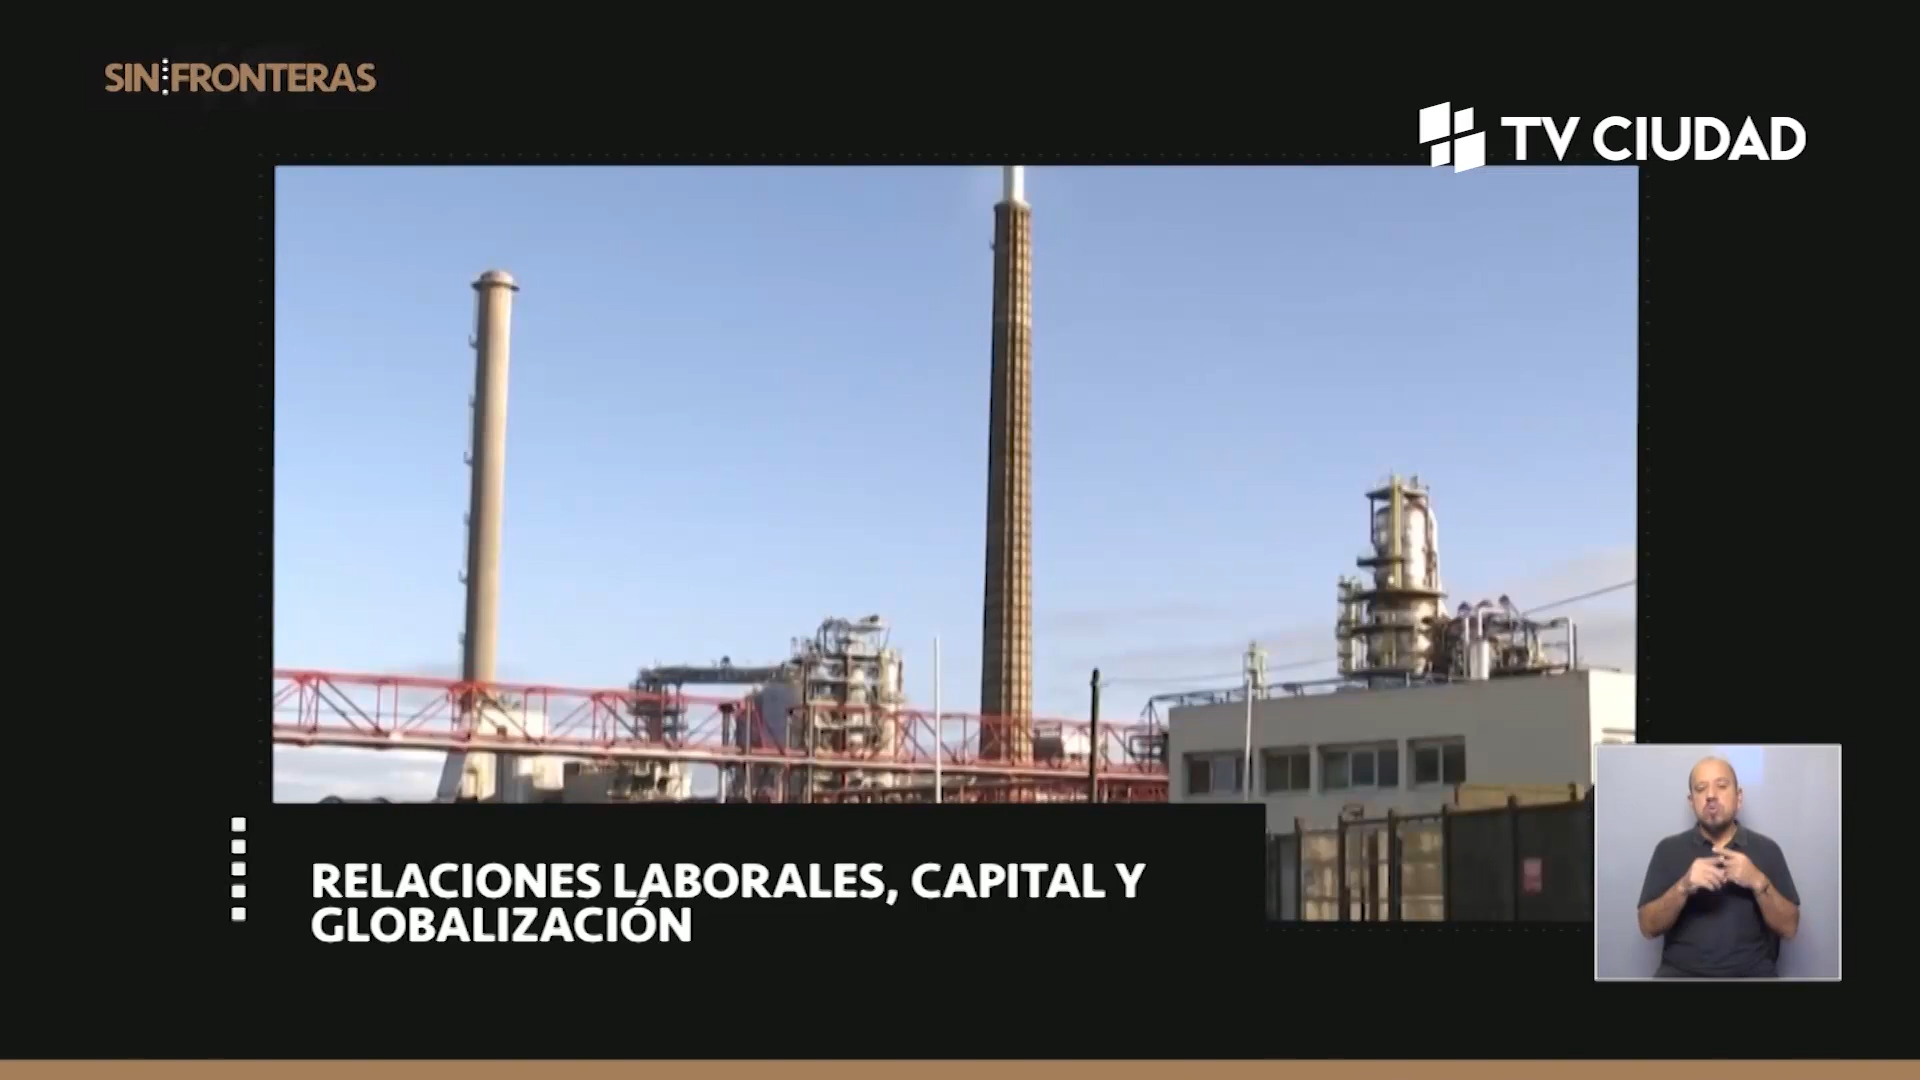 SIN FRONTERAS
TV CIUDAD
RELACIONES LABORALES, CAPITAL Y
GLOBALIZACIÓN